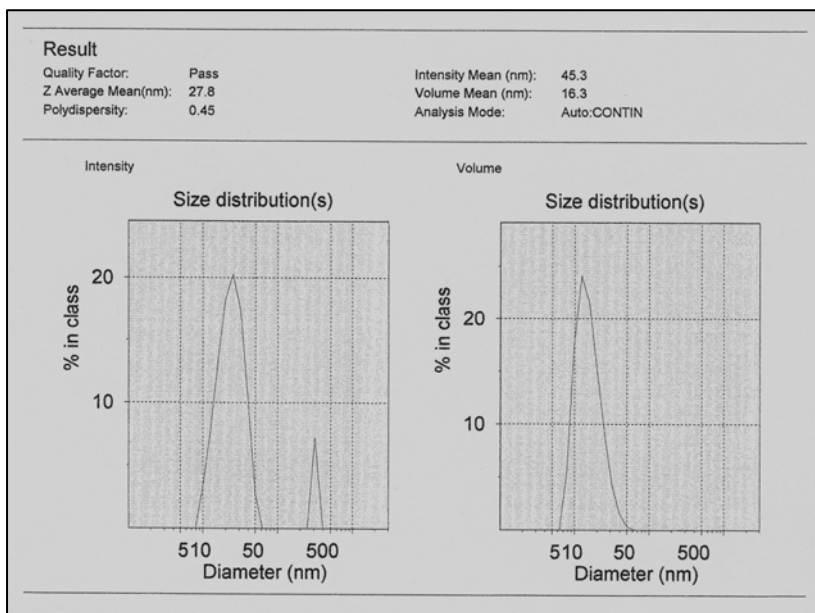 Result
Quality Factor: Pass
Z Average Mean(nm): 27.8
Polydispersity: 0.45
Intensity Mean (nm): 45.3
Volume Mean (nm): 16.3
Analysis Mode: Auto:CONTIN
Intensity
Size distribution(s)
% in class
20
10
510 50 500
Diameter (nm)
Volume
Size distribution(s)
% in class
20
10
510 50 500
Diameter (nm)